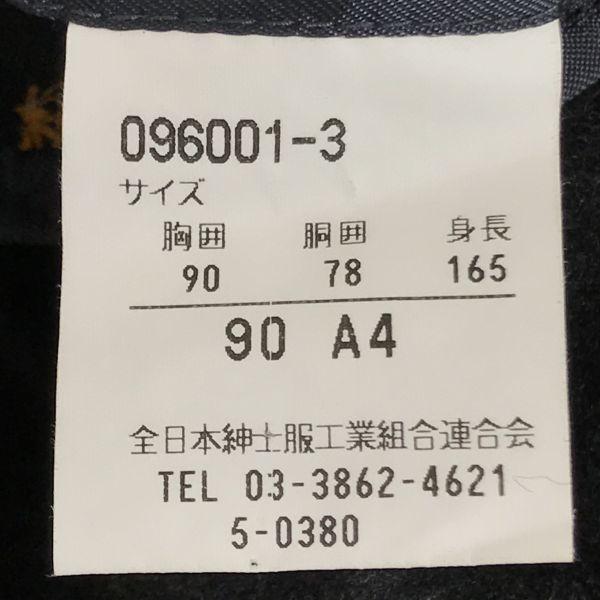 096001-3
サイズ
胸囲 胴囲 身長
90 78 165
90 A4
全日本紳士服工業組合連合会
TEL 03-3862-4621
5-0380